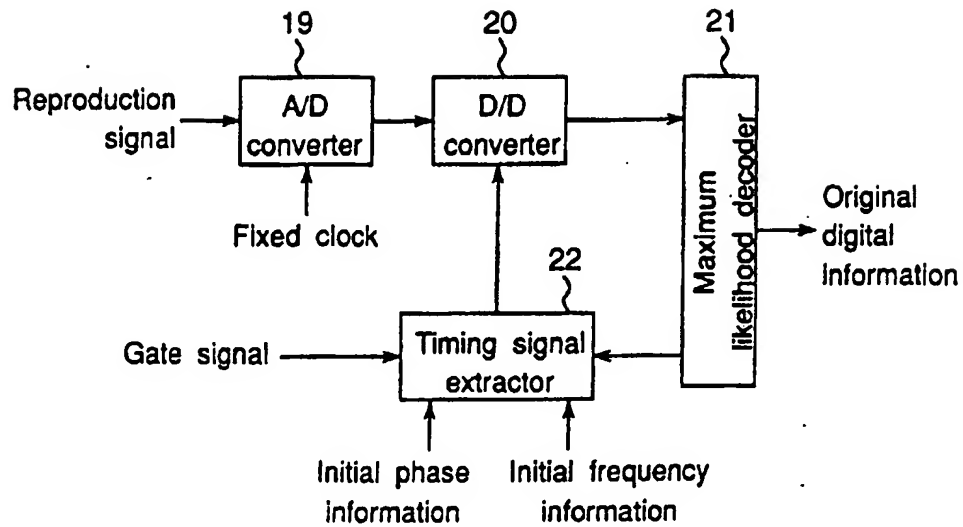 19
20
21
Reproduction
signal
A/D
converter
D/D
converter
Maximum
likelihood decoder
Original
digital
information
Fixed clock
22
Gate signal
Timing signal
extractor
Initial phase
information
Initial frequency
information